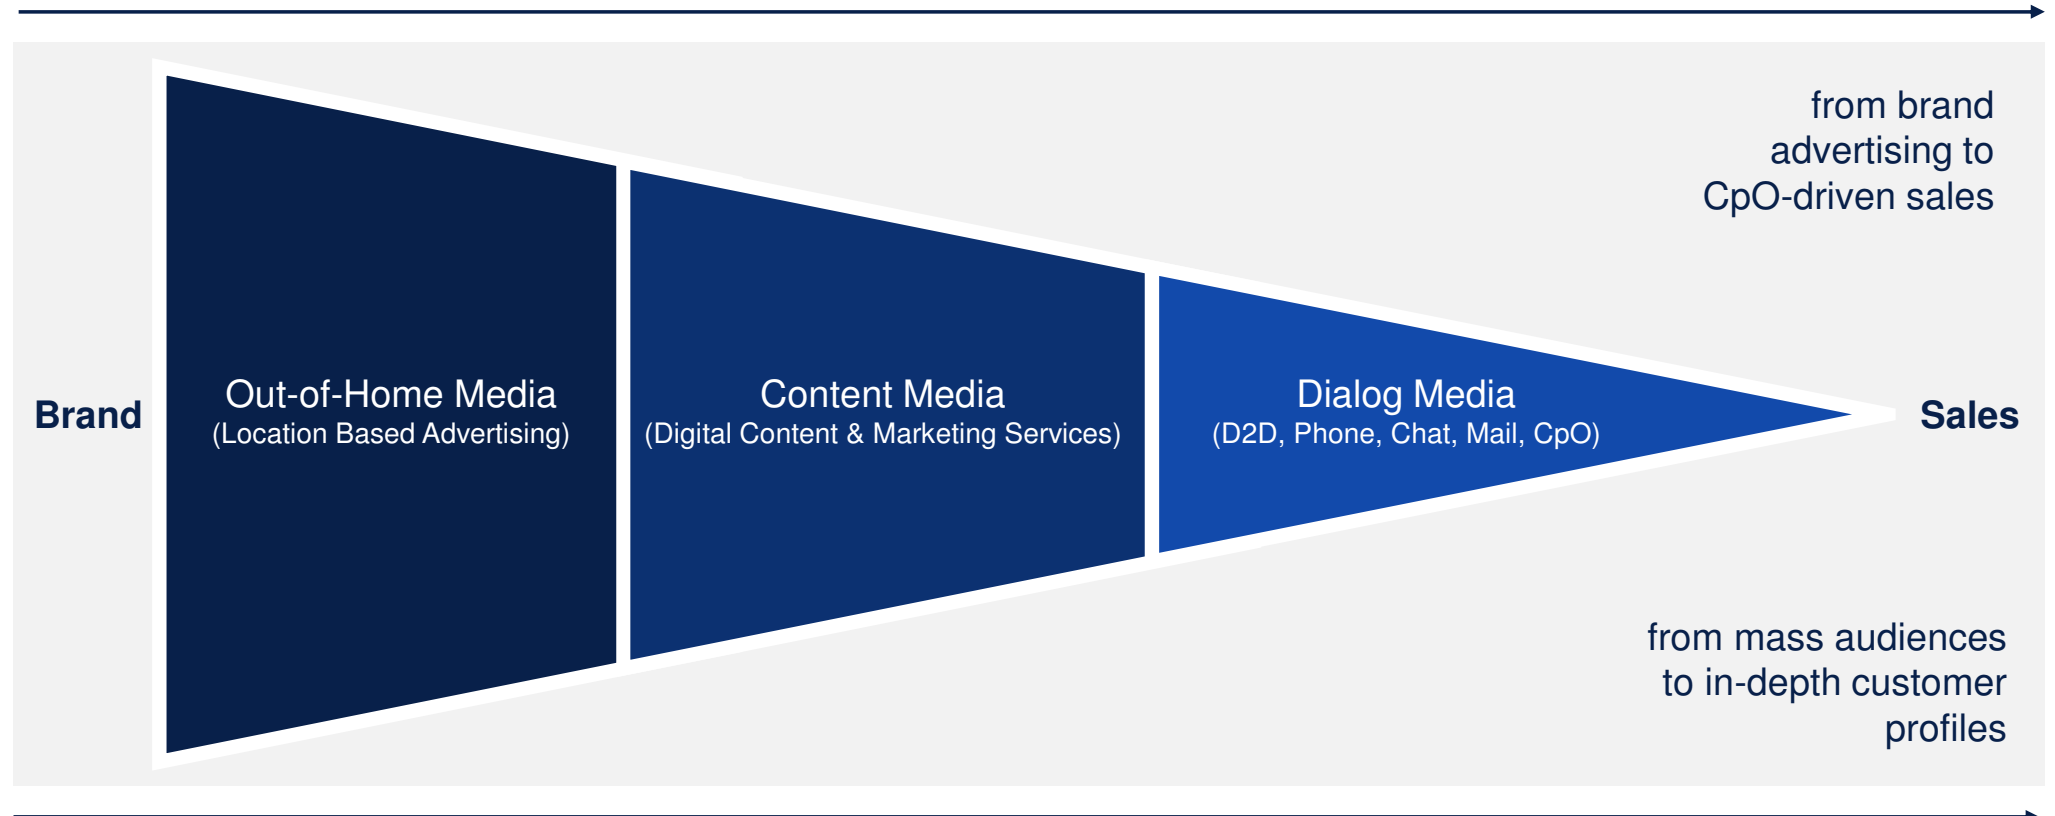 from brand
advertising to
CpO-driven sales
Brand
Out-of-Home Media
(Location Based Advertising)
Content Media
(Digital Content & Marketing Services)
Dialog Media
(D2D, Phone, Chat, Mail, CpO)
Sales
from mass audiences
to in-depth customer
profiles